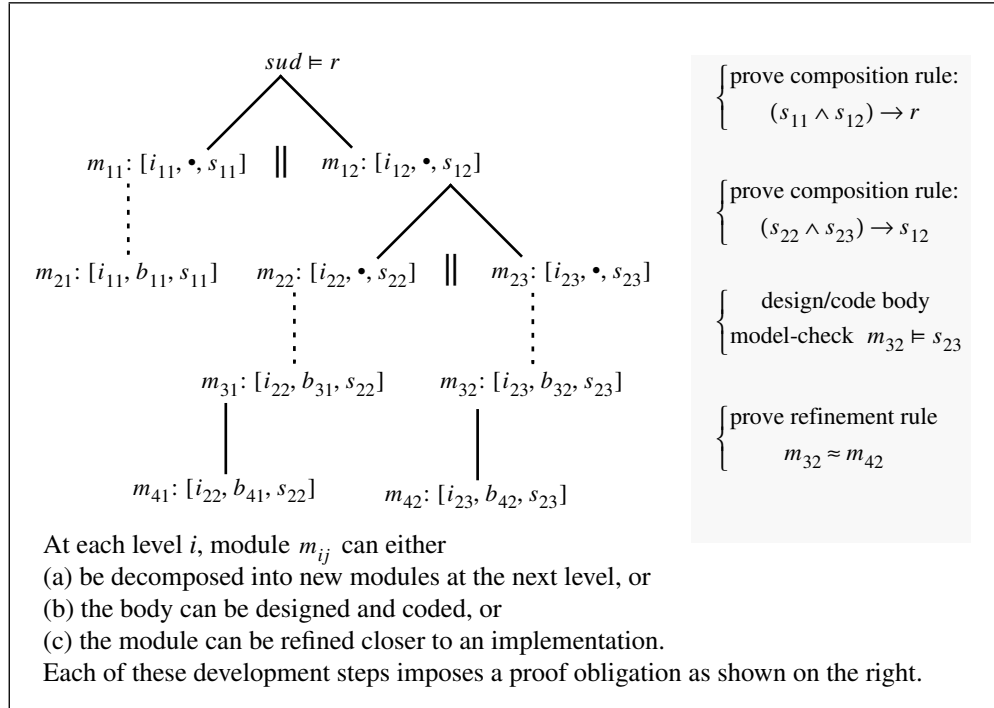 sud ⊨ r
m₁₁: [i₁₁, •, s₁₁] ‖ m₁₂: [i₁₂, •, s₁₂]
m₂₁: [i₁₁, b₁₁, s₁₁] m₂₂: [i₂₂, •, s₂₂] ‖ m₂₃: [i₂₃, •, s₂₃]
m₃₁: [i₂₂, b₃₁, s₂₂] m₃₂: [i₂₃, b₃₂, s₂₃]
m₄₁: [i₂₂, b₄₁, s₂₂] m₄₂: [i₂₃, b₄₂, s₂₃]
prove composition rule:
(s₁₁ ∧ s₁₂) → r
prove composition rule:
(s₂₂ ∧ s₂₃) → s₁₂
design/code body
model-check m₃₂ ⊨ s₂₃
prove refinement rule
m₃₂ ≈ m₄₂
At each level i, module mᵢⱼ can either
(a) be decomposed into new modules at the next level, or
(b) the body can be designed and coded, or
(c) the module can be refined closer to an implementation.
Each of these development steps imposes a proof obligation as shown on the right.